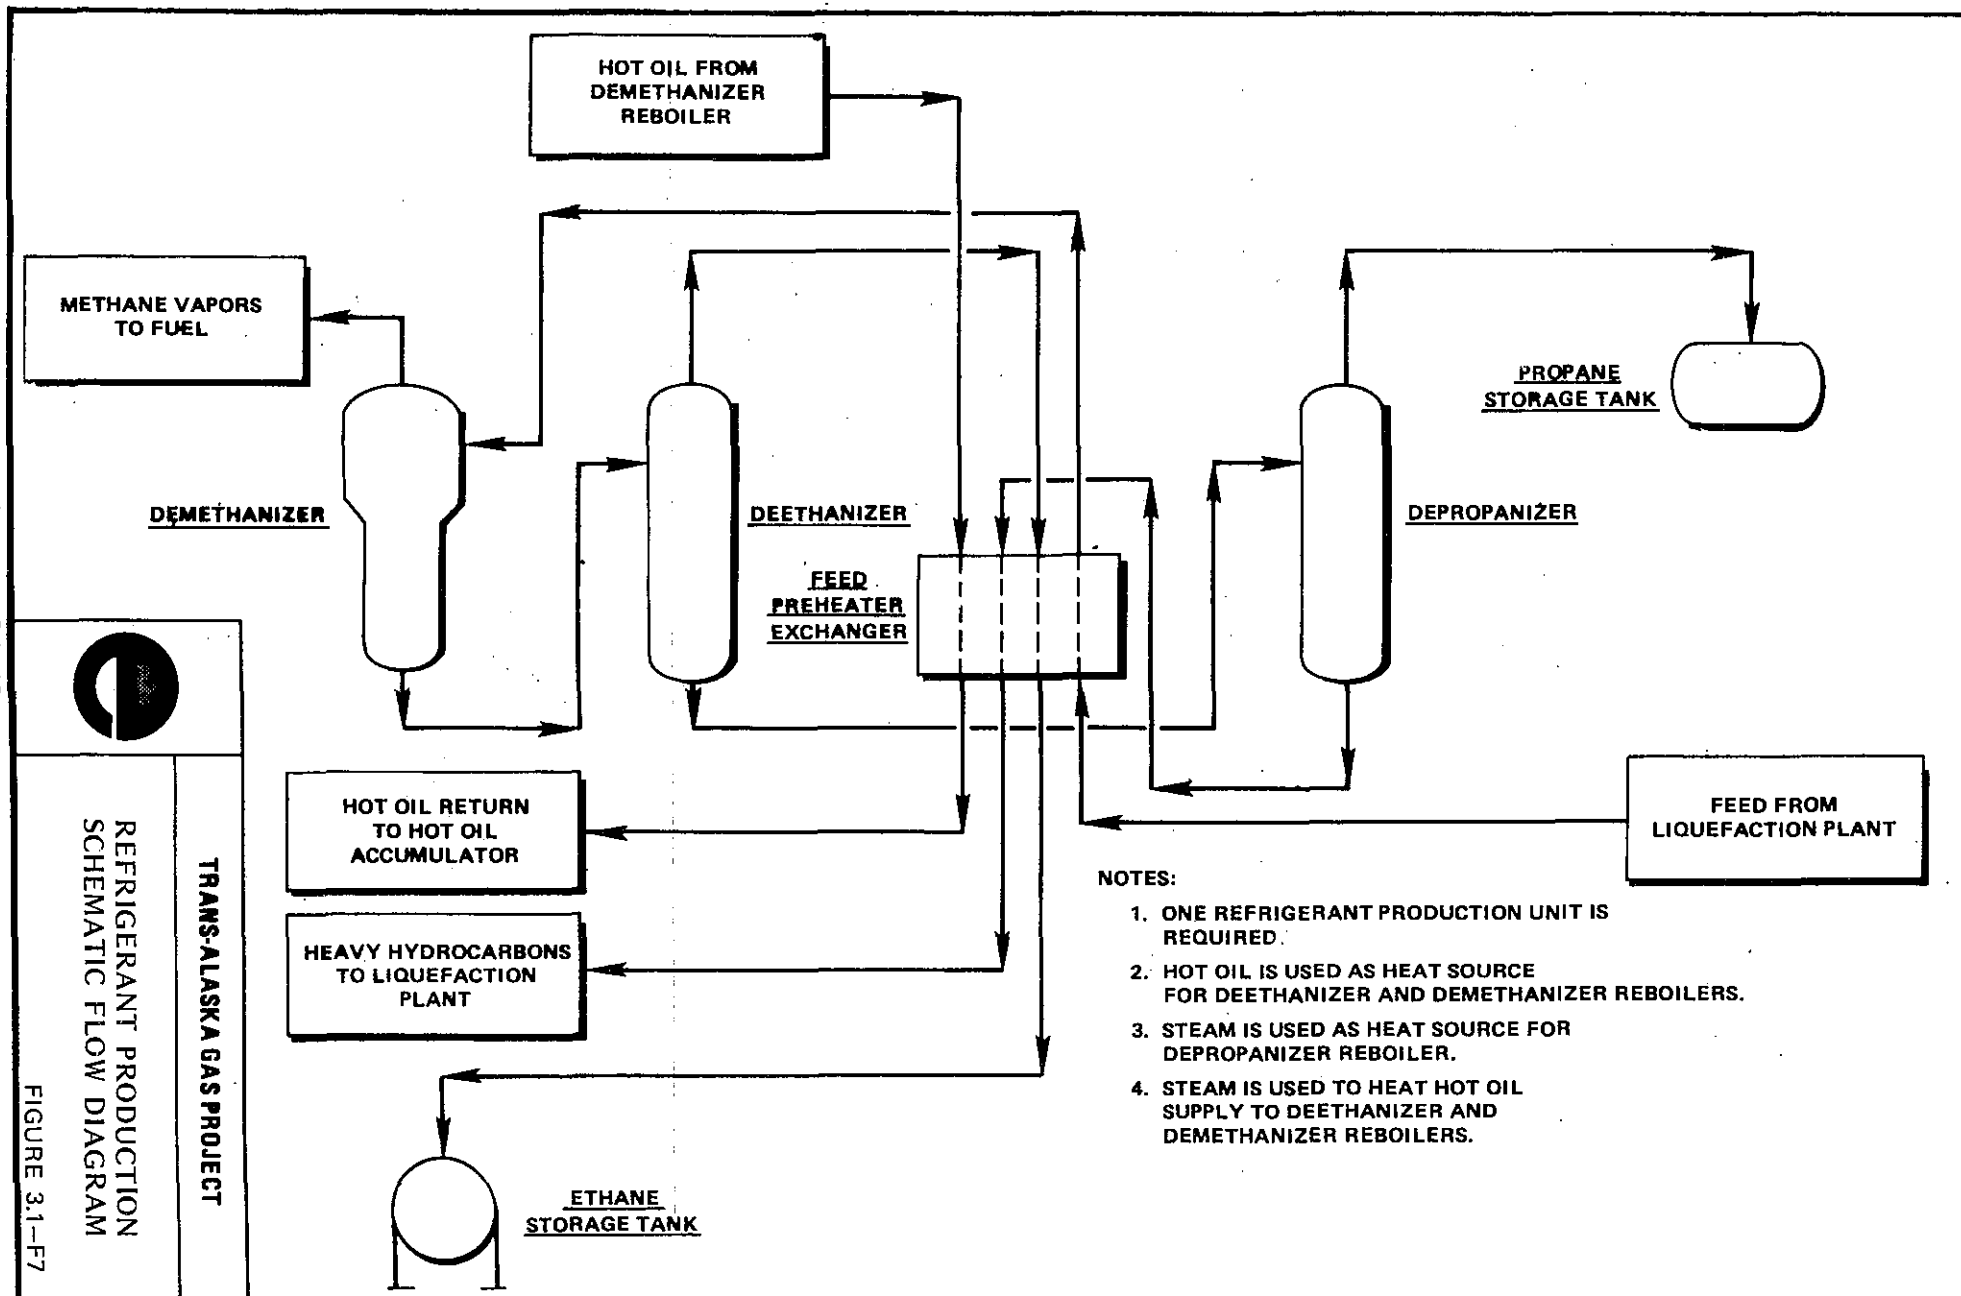 HOT OIL FROM
DEMETHANIZER
REBOILER
METHANE VAPORS
TO FUEL
PROPANE
STORAGE TANK
DEMETHANIZER
DEETHANIZER
DEPROPANIZER
FEED
PREHEATER
EXCHANGER
HOT OIL RETURN
TO HOT OIL
ACCUMULATOR
FEED FROM
LIQUEFACTION PLANT
HEAVY HYDROCARBONS
TO LIQUEFACTION
PLANT
NOTES:
1. ONE REFRIGERANT PRODUCTION UNIT IS
REQUIRED.
2. HOT OIL IS USED AS HEAT SOURCE
FOR DEETHANIZER AND DEMETHANIZER REBOILERS.
3. STEAM IS USED AS HEAT SOURCE FOR
DEPROPANIZER REBOILER.
4. STEAM IS USED TO HEAT HOT OIL
SUPPLY TO DEETHANIZER AND
DEMETHANIZER REBOILERS.
ETHANE
STORAGE TANK
TRANS-ALASKA GAS PROJECT
REFRIGERANT PRODUCTION
SCHEMATIC FLOW DIAGRAM
FIGURE 3.1–F7